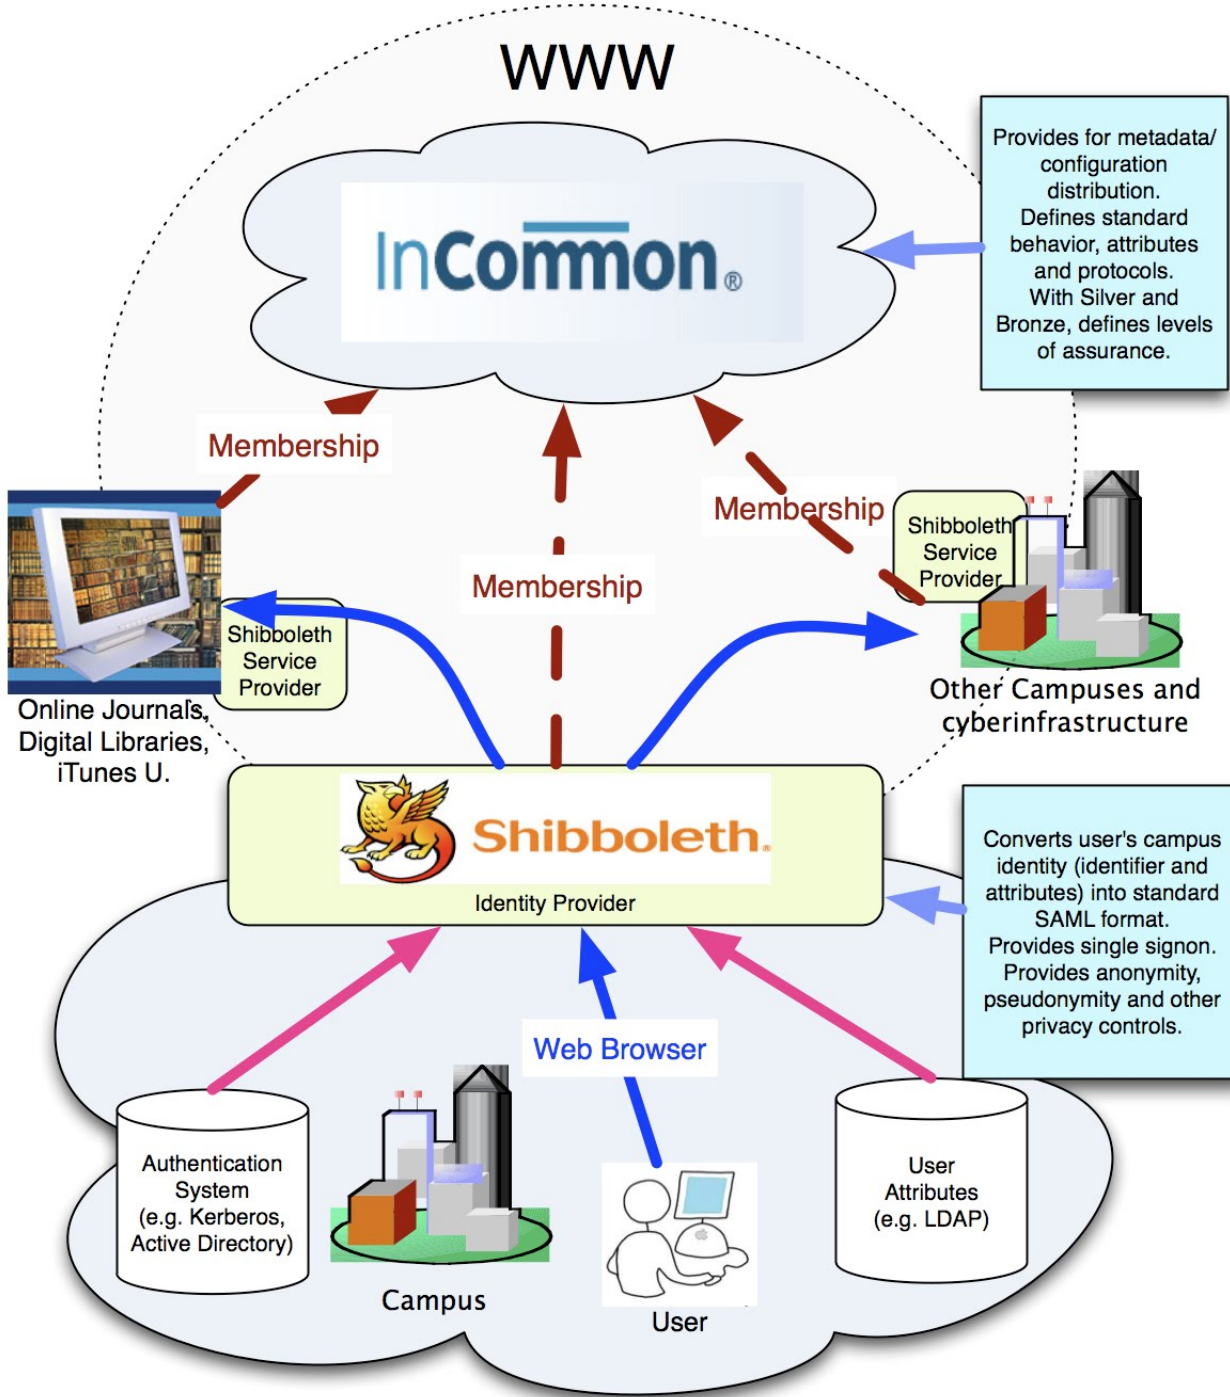 WWW
InCommon®
Provides for metadata/
configuration
distribution.
Defines standard
behavior, attributes
and protocols.
With Silver and
Bronze, defines levels
of assurance.
Membership
Membership
Membership
Shibboleth
Service
Provider
Shibboleth
Service
Provider
Online Journals,
Digital Libraries,
iTunes U.
Other Campuses and
cyberinfrastructure
Shibboleth®
Identity Provider
Converts user's campus
identity (identifier and
attributes) into standard
SAML format.
Provides single signon.
Provides anonymity,
pseudonymity and other
privacy controls.
Web Browser
Authentication
System
(e.g. Kerberos,
Active Directory)
Campus
User
User
Attributes
(e.g. LDAP)